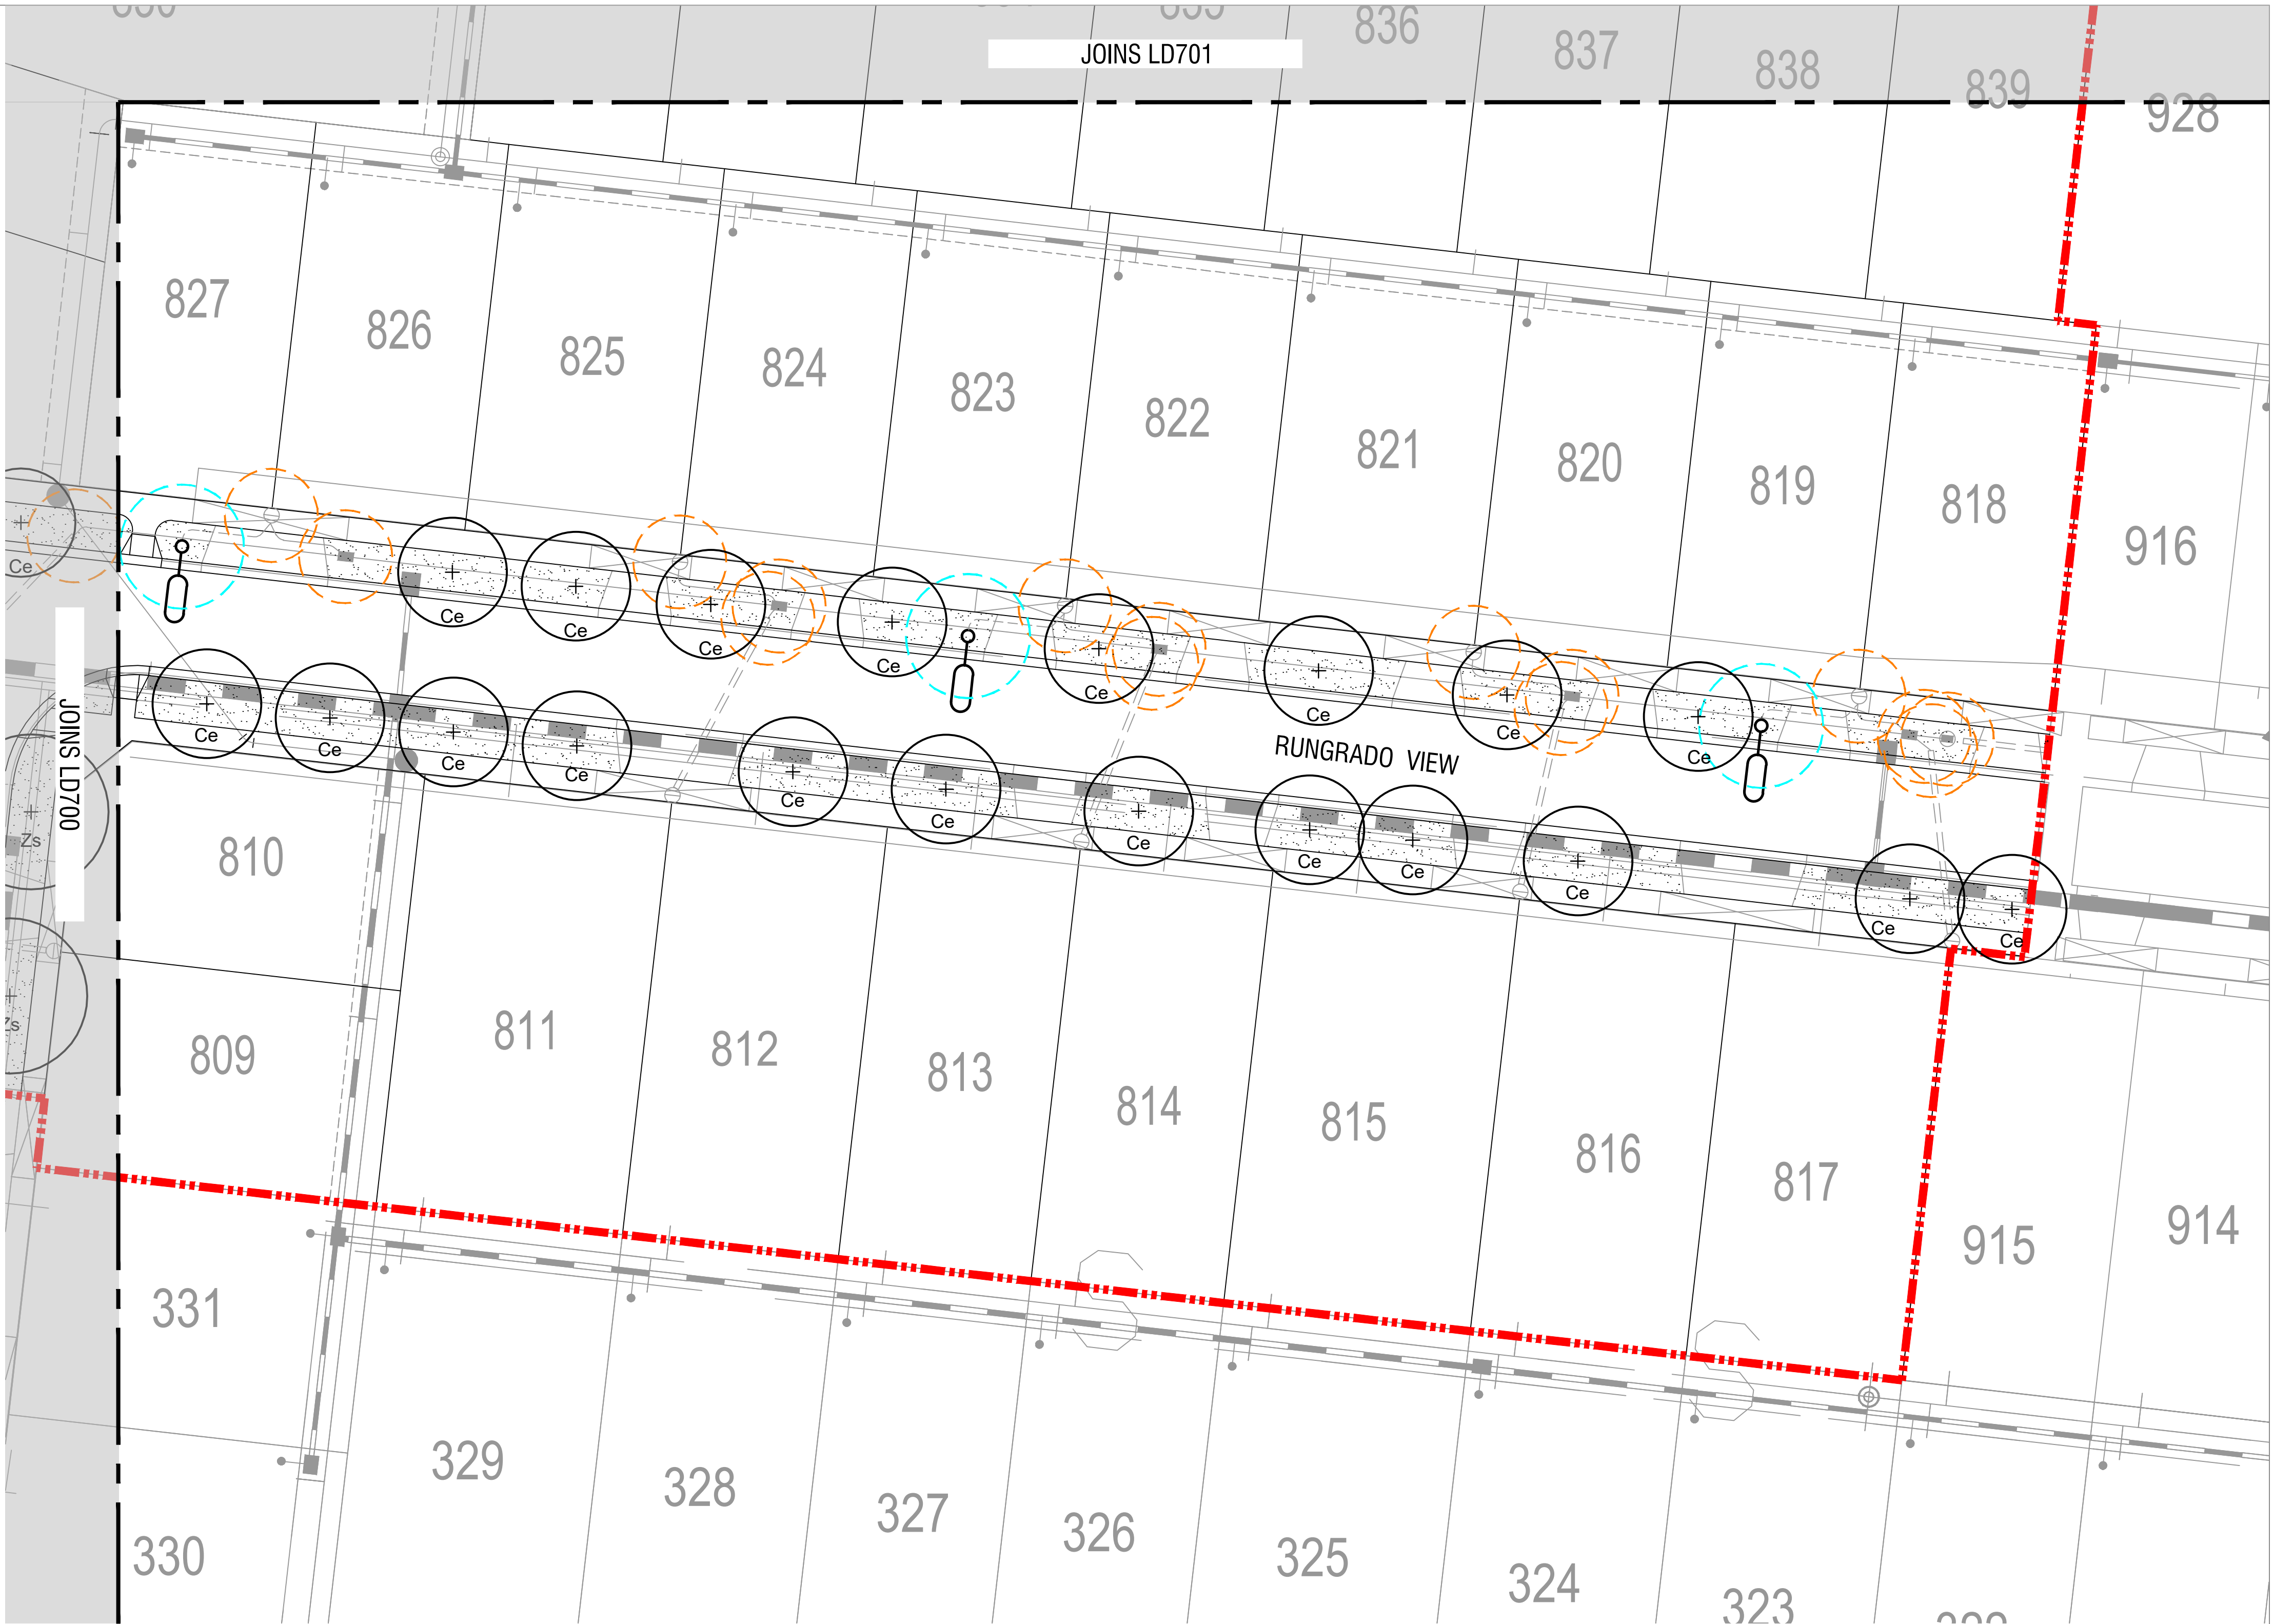 JOINS LD701
836
837
838
839
928
827
826
825
824
823
822
821
820
819
818
916
Ce
Ce
Ce
Ce
Ce
Ce
Ce
Ce
Ce
RUNGRADO VIEW
Ce
Ce
Ce
Ce
Ce
Ce
Ce
Ce
Ce
Ce
Ce
Ce
JOINS LD700
Zs
Zs
810
809
811
812
813
814
815
816
817
915
914
331
330
329
328
327
326
325
324
323